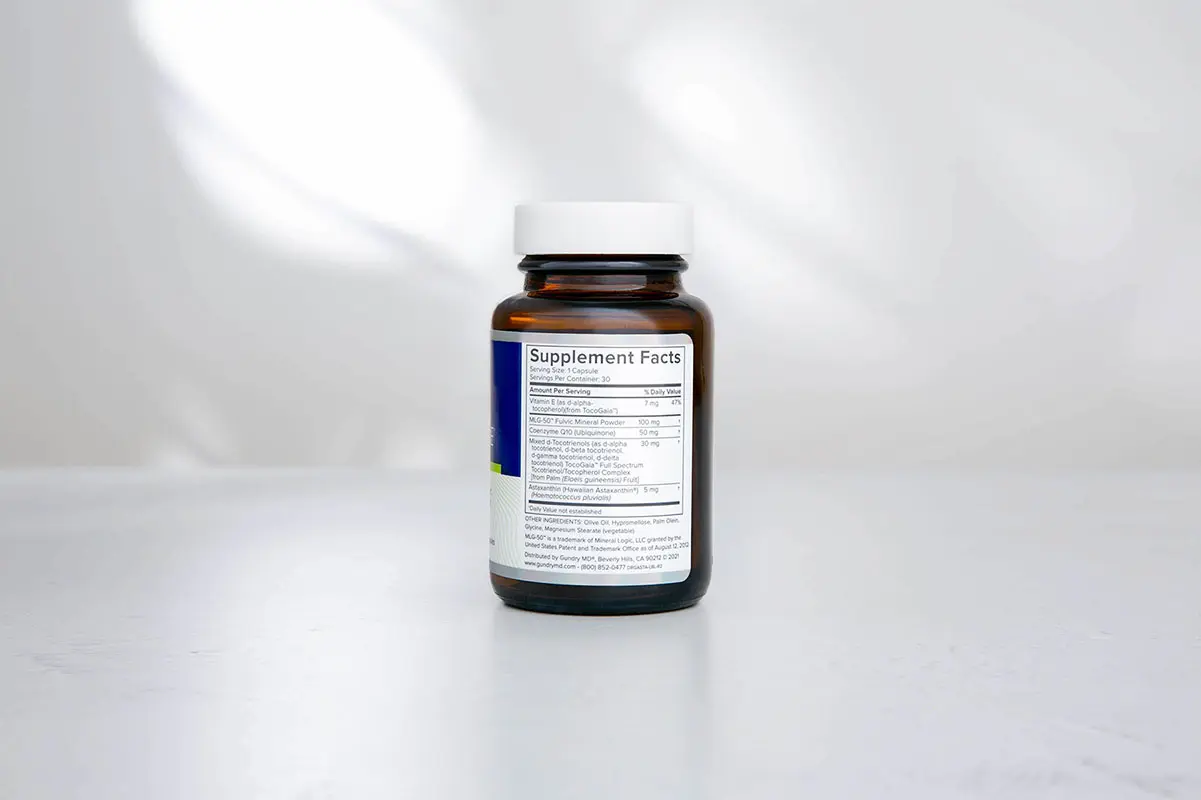 Supplement Facts
Serving Size: 1 Capsule
Servings Per Container: 30
Amount Per Serving % Daily Value
Vitamin E (as d-alpha- 7 mg 47%
tocopherol)(from TocoGaia™)
MLG-50™ Fulvic Mineral Powder 100 mg †
Coenzyme Q10 (Ubiquinone) 50 mg †
Mixed d-Tocotrienols (as d-alpha 30 mg †
tocotrienol, d-beta tocotrienol,
d-gamma tocotrienol, d-delta
tocotrienol) TocoGaia™ Full Spectrum
Tocotrienol/Tocopherol Complex
[from Palm (Elaeis guineensis) Fruit]
Astaxanthin (Hawaiian Astaxanthin®) 5 mg †
(Haematococcus pluvialis)
†Daily Value not established
OTHER INGREDIENTS: Olive Oil, Hypromellose, Palm Olein,
Glycine, Magnesium Stearate (vegetable)
MLG-50™ is a trademark of Mineral Logic, LLC granted by the
United States Patent and Trademark Office as of August 12, 2012
Distributed by Gundry MD®, Beverly Hills, CA 90212 © 2021
www.gundrymd.com - (800) 852-0477